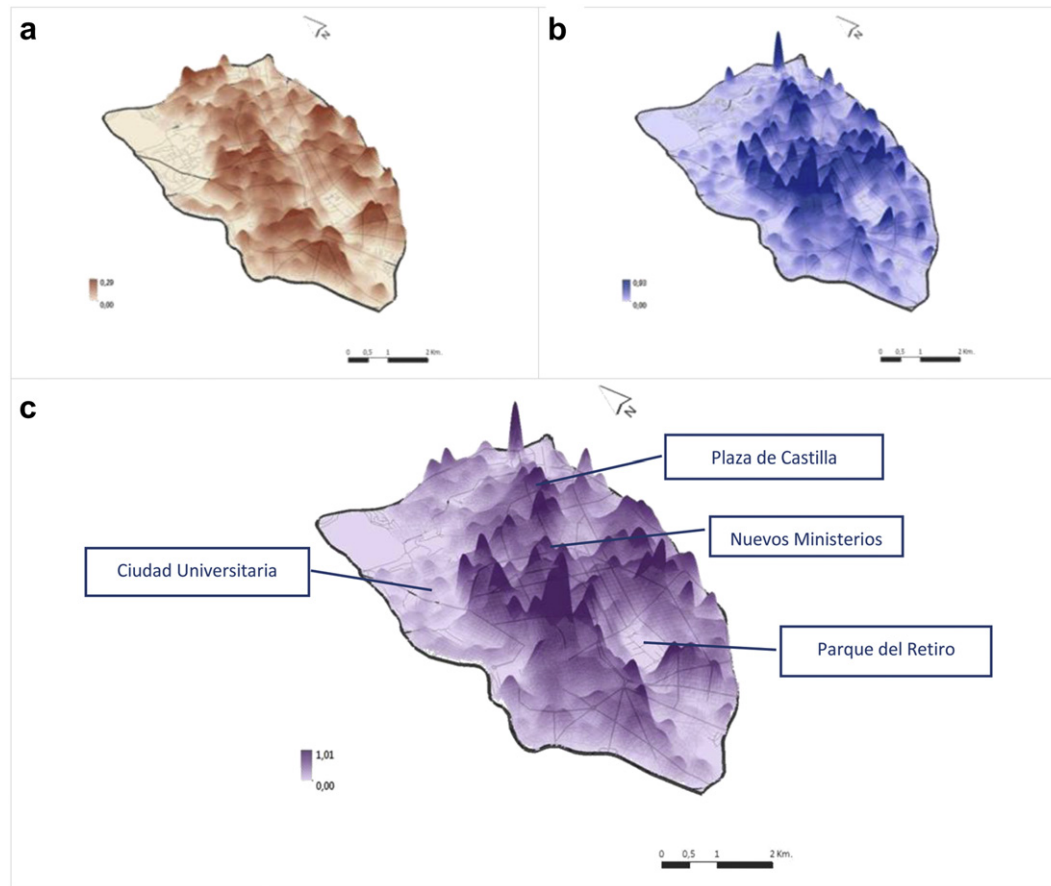 a
N
0,29
0,00
0 0,5 1 2 Km.
b
N
0,93
0,00
0 0,5 1 2 Km.
c
N
Plaza de Castilla
Nuevos Ministerios
Ciudad Universitaria
Parque del Retiro
1,01
0,00
0 0,5 1 2 Km.